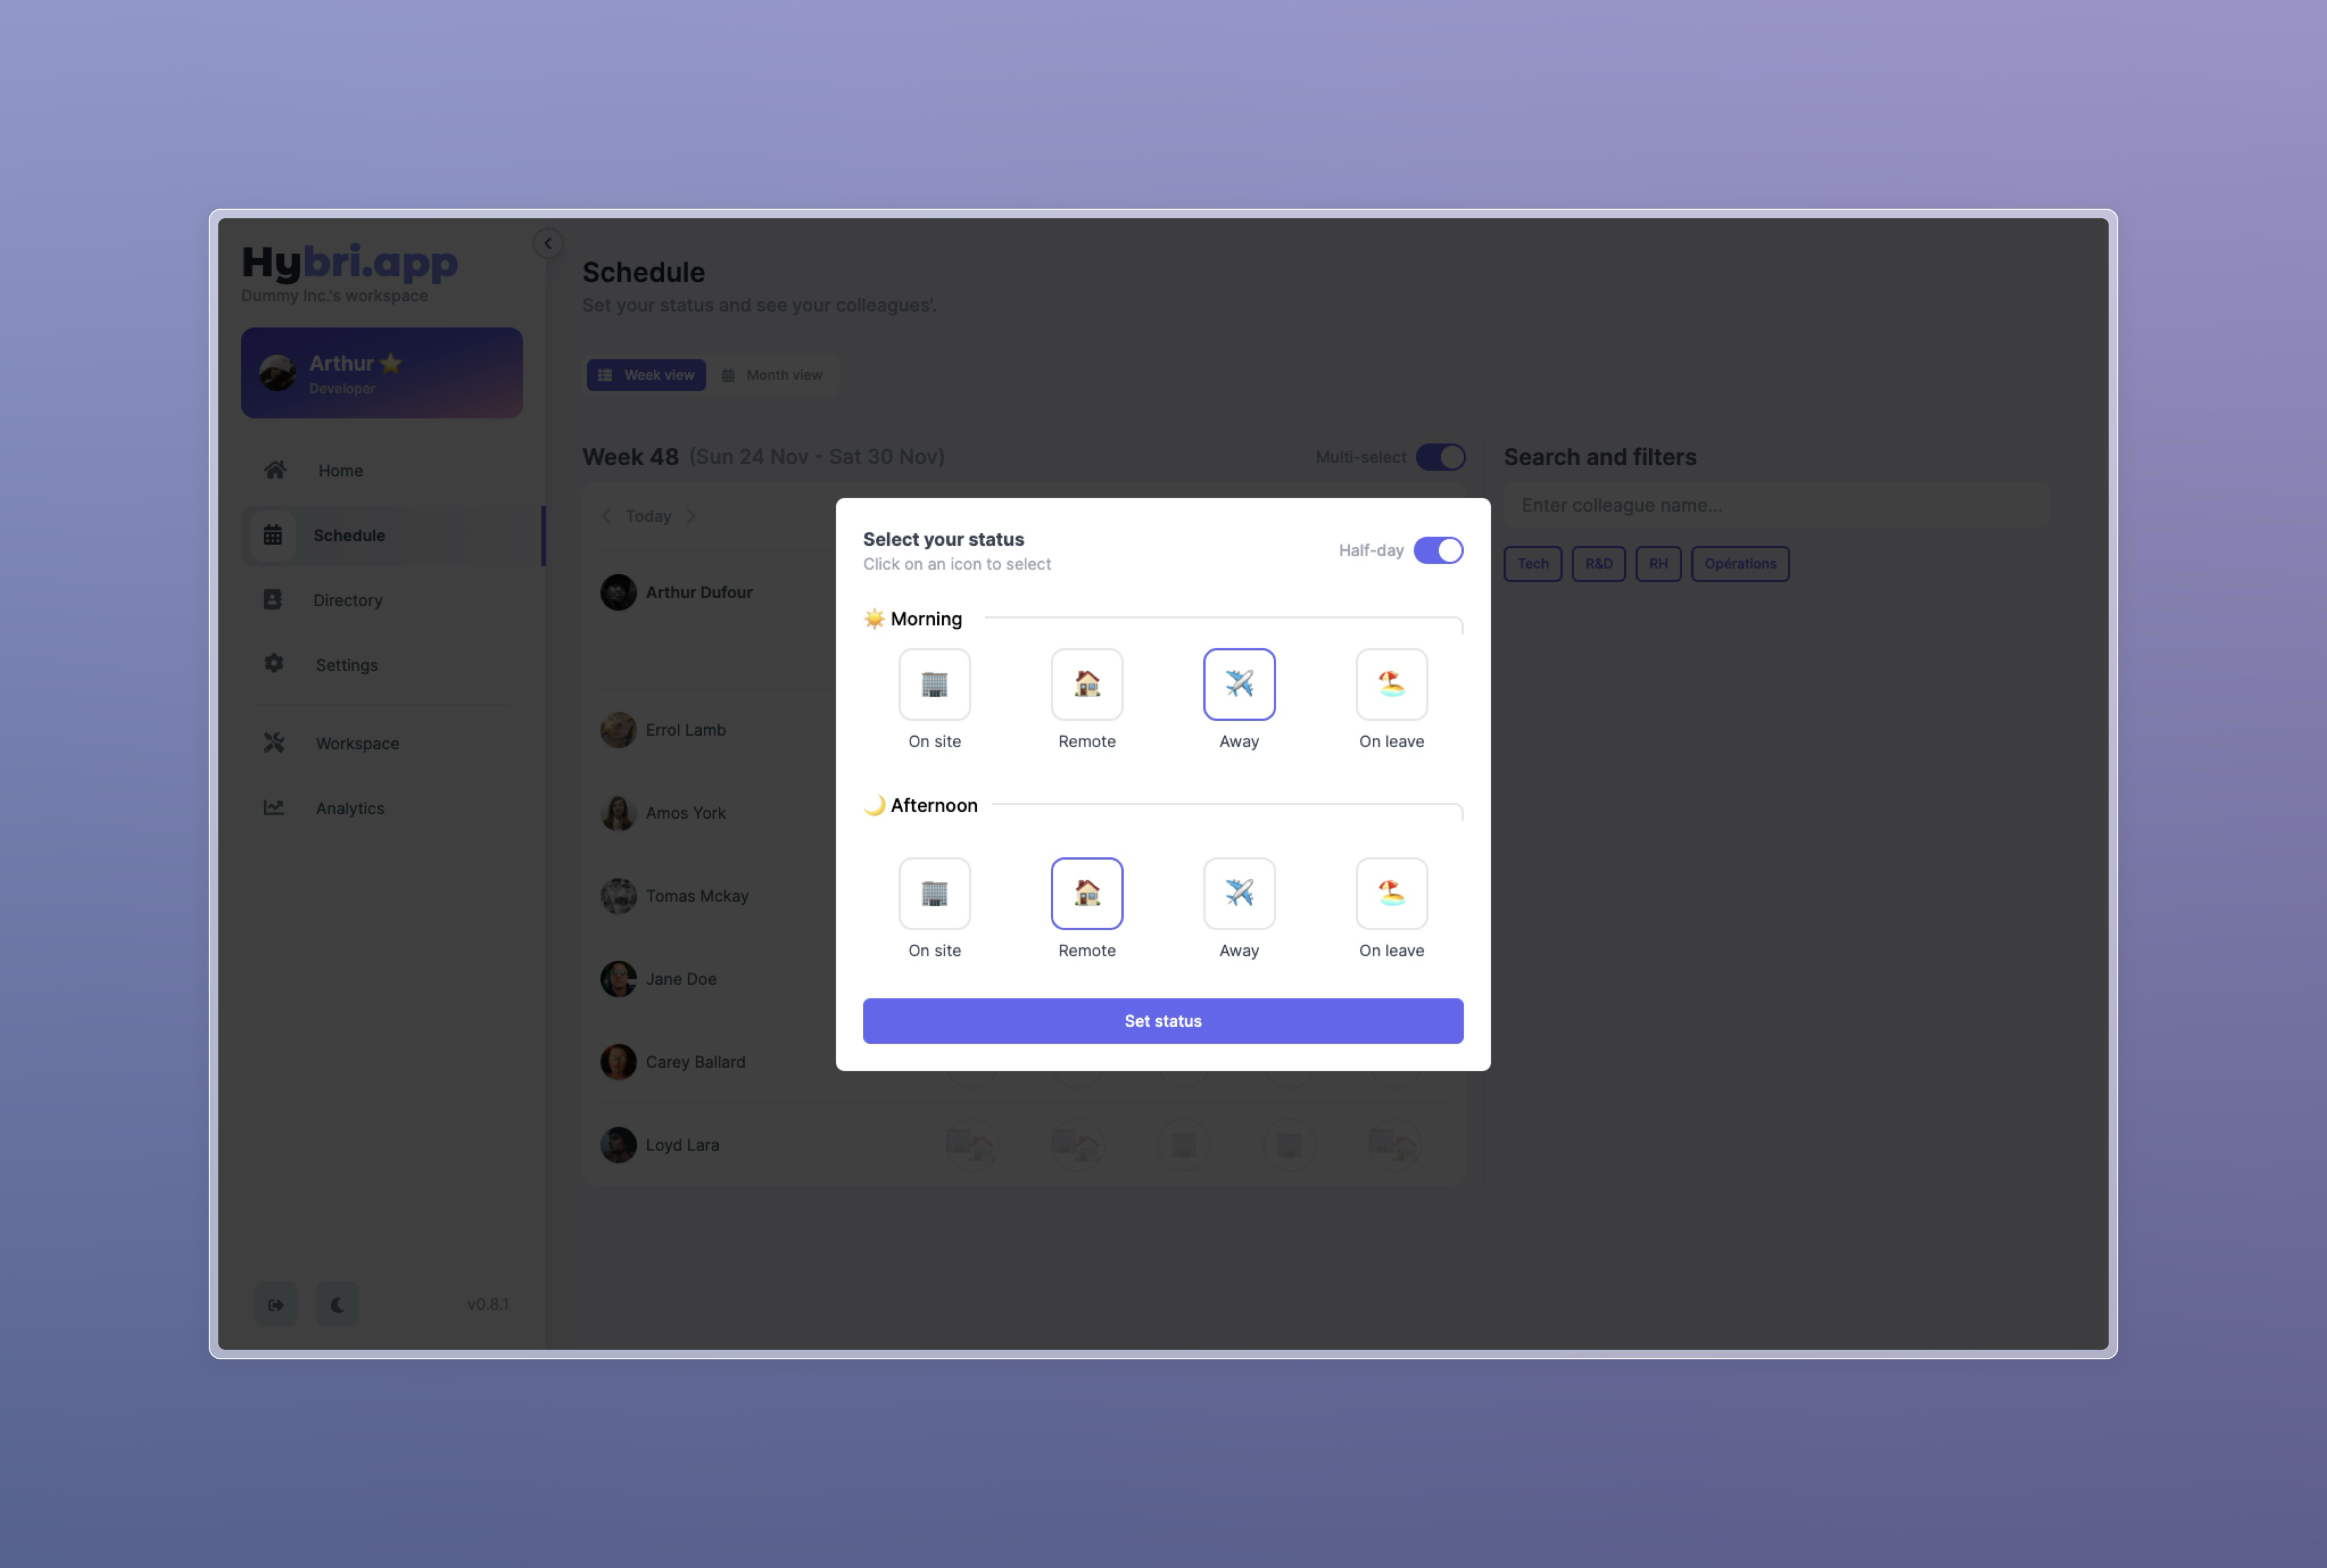 Hybri.app
Dummy Inc.'s workspace
Arthur ⭐
Developer
Home
Schedule
Directory
Settings
Workspace
Analytics
v0.8.1
Schedule
Set your status and see your colleagues'.
Week view
Month view
Week 48 (Sun 24 Nov - Sat 30 Nov)
Multi-select
Today
Arthur Dufour
Errol Lamb
Amos York
Tomas Mckay
Jane Doe
Carey Ballard
Loyd Lara
Search and filters
Enter colleague name...
Tech R&D RH Opérations
Select your status
Click on an icon to select
Half-day
☀️ Morning
On site Remote Away On leave
🌙 Afternoon
On site Remote Away On leave
Set status